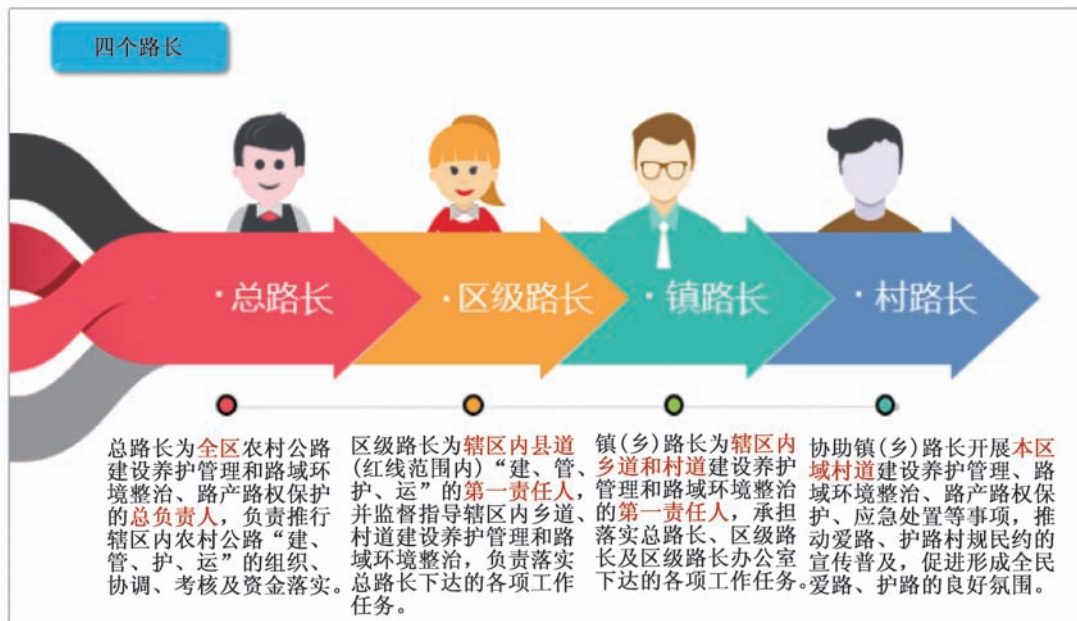 四个路长
·总路长
·区级路长
·镇路长
·村路长
总路长为全区农村公路
建设养护管理和路域环
境整治、路产路权保护
的总负责人，负责推行
辖区内农村公路“建、
管、护、运”的组织、
协调、考核及资金落实。
区级路长为辖区内县道
(红线范围内)“建、管、
护、运”的第一责任人，
并监督指导辖区内乡道、
村道建设养护管理和路
域环境整治，负责落实
总路长下达的各项工作
任务。
镇(乡)路长为辖区内
乡道和村道建设养护
管理和路域环境整治
的第一责任人，承担
落实总路长、区级路
长及区级路长办公室
下达的各项工作任务。
协助镇(乡)路长开展本区
域村道建设养护管理、路
域环境整治、路产路权保
护、应急处置等事项，推
动爱路、护路村规民约的
宣传普及，促进形成全民
爱路、护路的良好氛围。